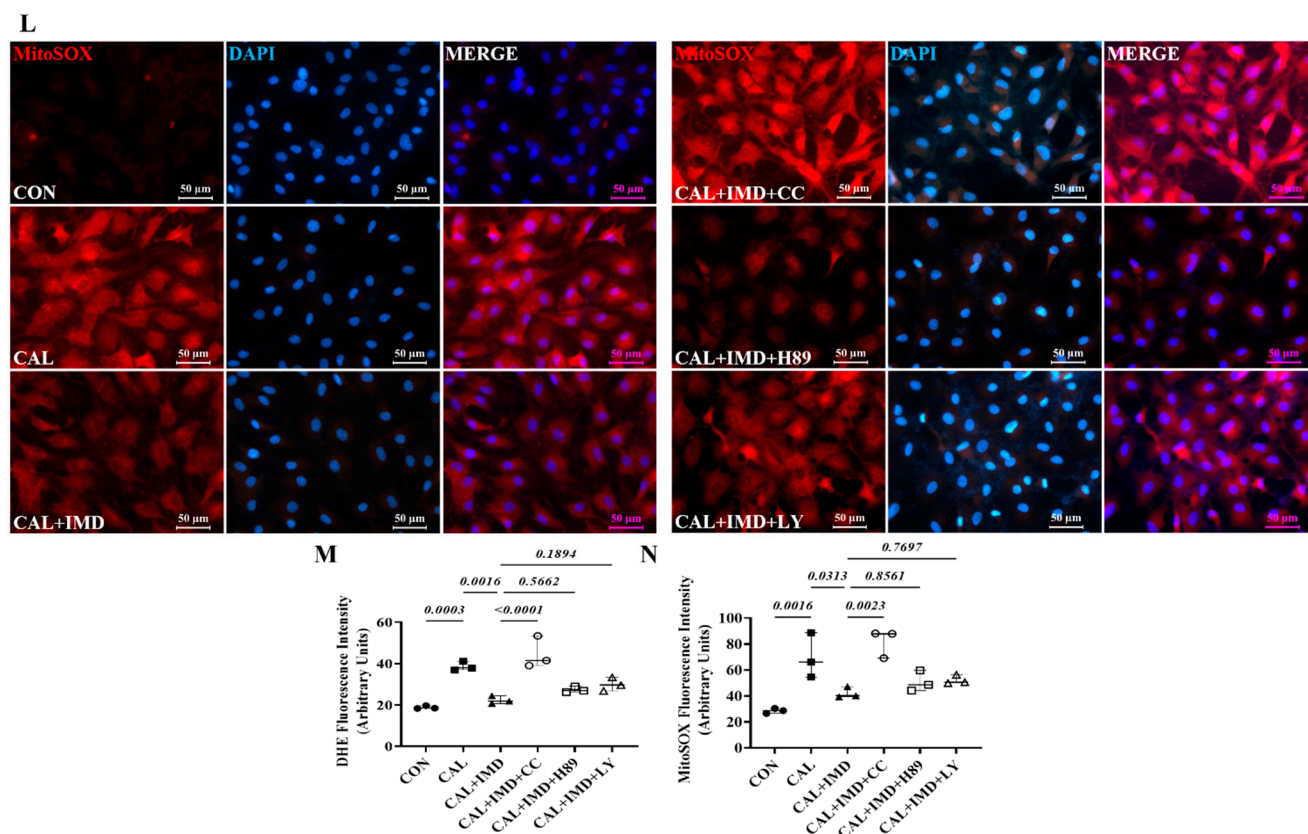 L
MitoSOX DAPI MERGE
CON 50 μm 50 μm 50 μm
CAL 50 μm 50 μm 50 μm
CAL+IMD 50 μm 50 μm 50 μm
MitoSOX DAPI MERGE
CAL+IMD+CC 50 μm 50 μm 50 μm
CAL+IMD+H89 50 μm 50 μm 50 μm
CAL+IMD+LY 50 μm 50 μm 50 μm
M
0.1894
0.0016 0.5662
0.0003 <0.0001
DHE Fluorescence Intensity
(Arbitrary Units)
60
40
20
0
CON CAL CAL+IMD CAL+IMD+CC CAL+IMD+H89 CAL+IMD+LY
N
0.7697
0.0313 0.8561
0.0016 0.0023
MitoSOX Fluorescence Intensity
(Arbitrary Units)
100
80
60
40
20
0
CON CAL CAL+IMD CAL+IMD+CC CAL+IMD+H89 CAL+IMD+LY